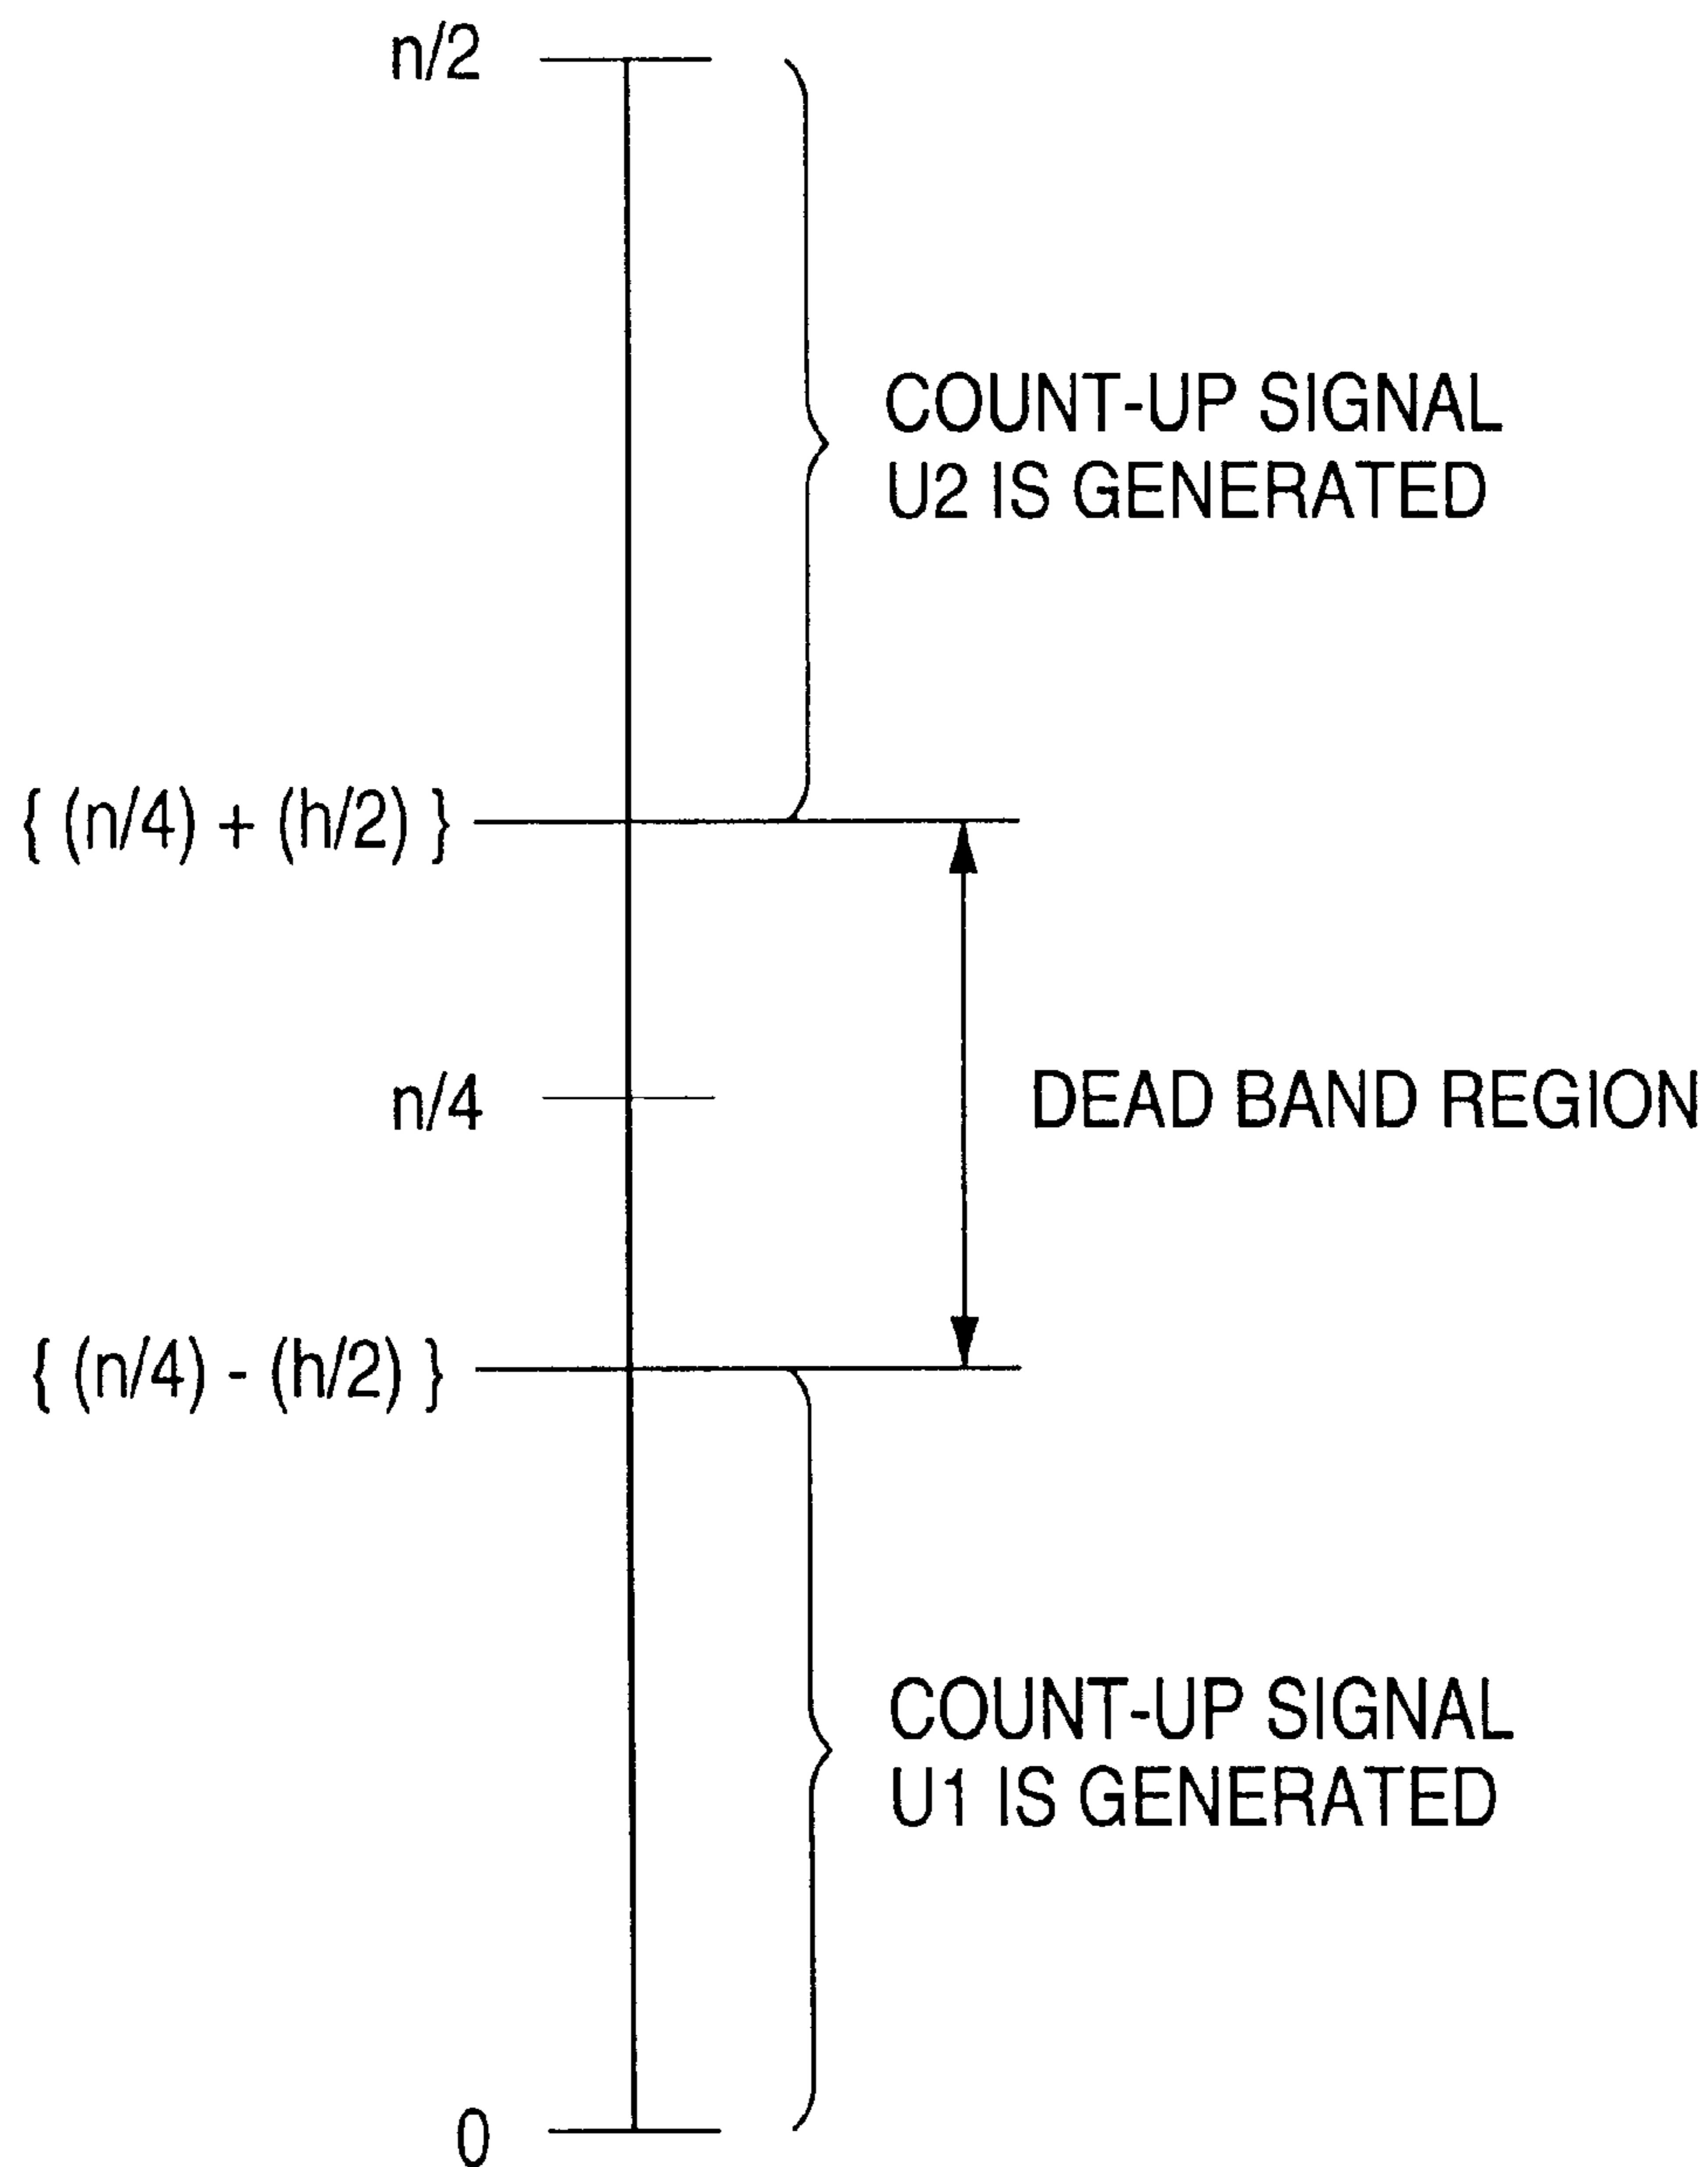 n/2
COUNT-UP SIGNAL
U2 IS GENERATED
{ (n/4) + (h/2) }
n/4
DEAD BAND REGION
{ (n/4) - (h/2) }
COUNT-UP SIGNAL
U1 IS GENERATED
0